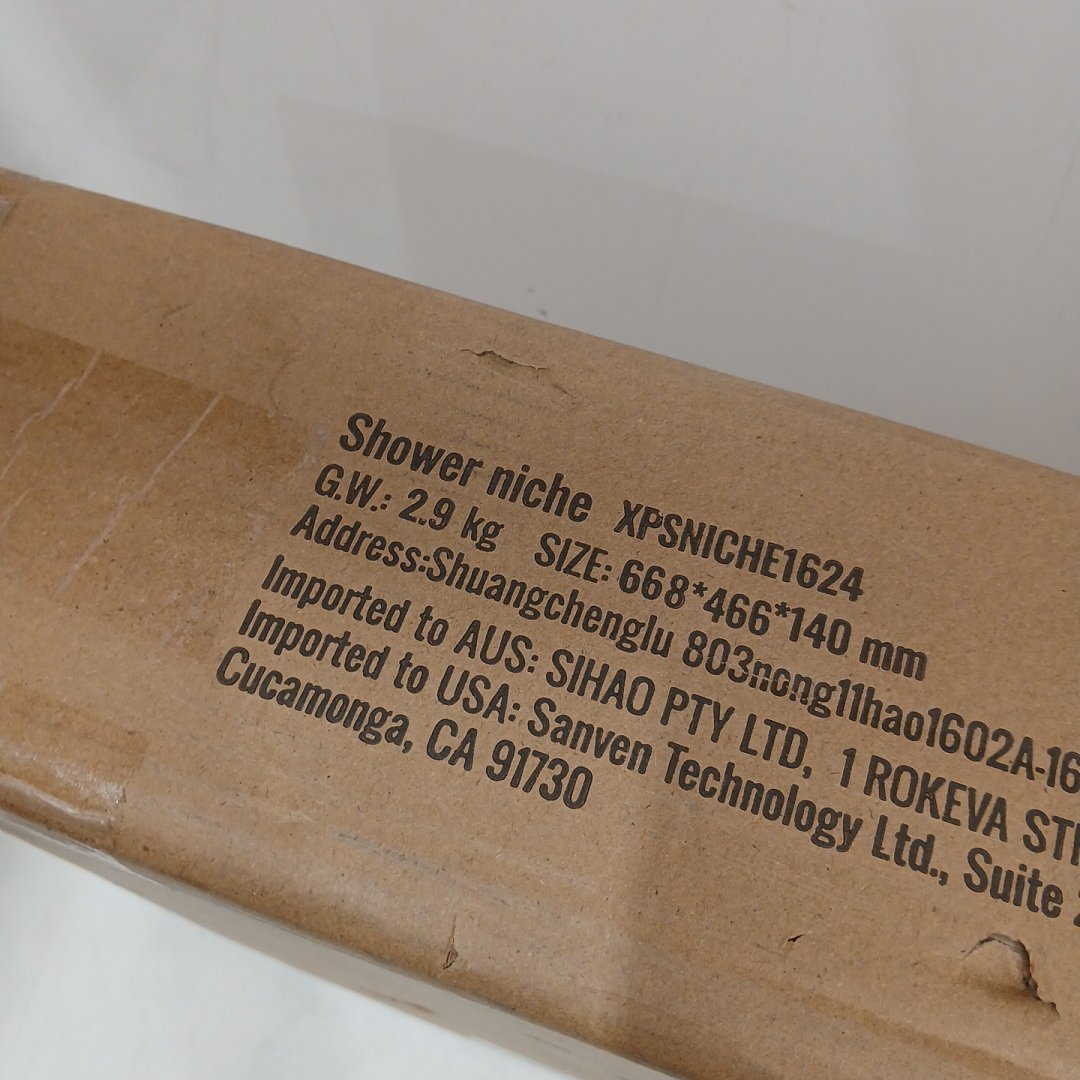 Shower niche XPSNICHE1624
G.W.: 2.9 kg SIZE: 668*466*140 mm
Address:Shuangchenglu 803nong11hao1602A-16
Imported to AUS: SIHAO PTY LTD, 1 ROKEVA
Imported to USA: Sanven Technology Ltd., Suite
Cucamonga, CA 91730